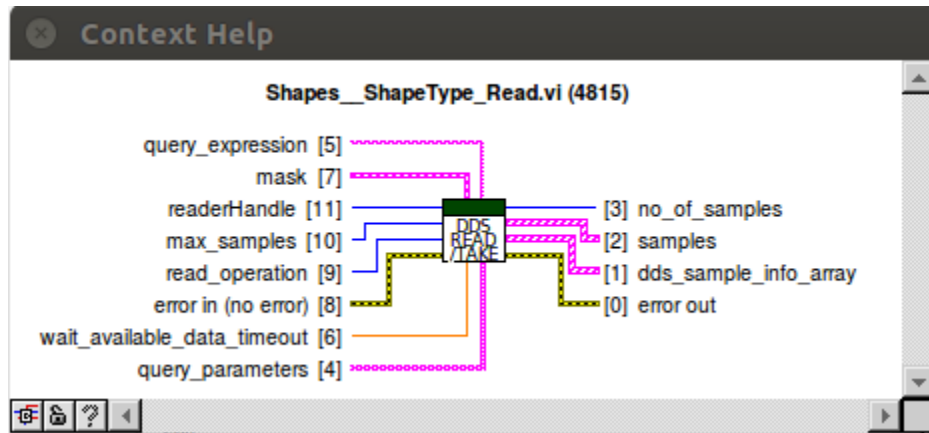 Context Help
Shapes__ShapeType_Read.vi (4815)
query_expression [5]
mask [7]
readerHandle [11]
max_samples [10]
read_operation [9]
error in (no error) [8]
wait_available_data_timeout [6]
query_parameters [4]
DDS
READ
/TAKE
[3] no_of_samples
[2] samples
[1] dds_sample_info_array
[0] error out
?